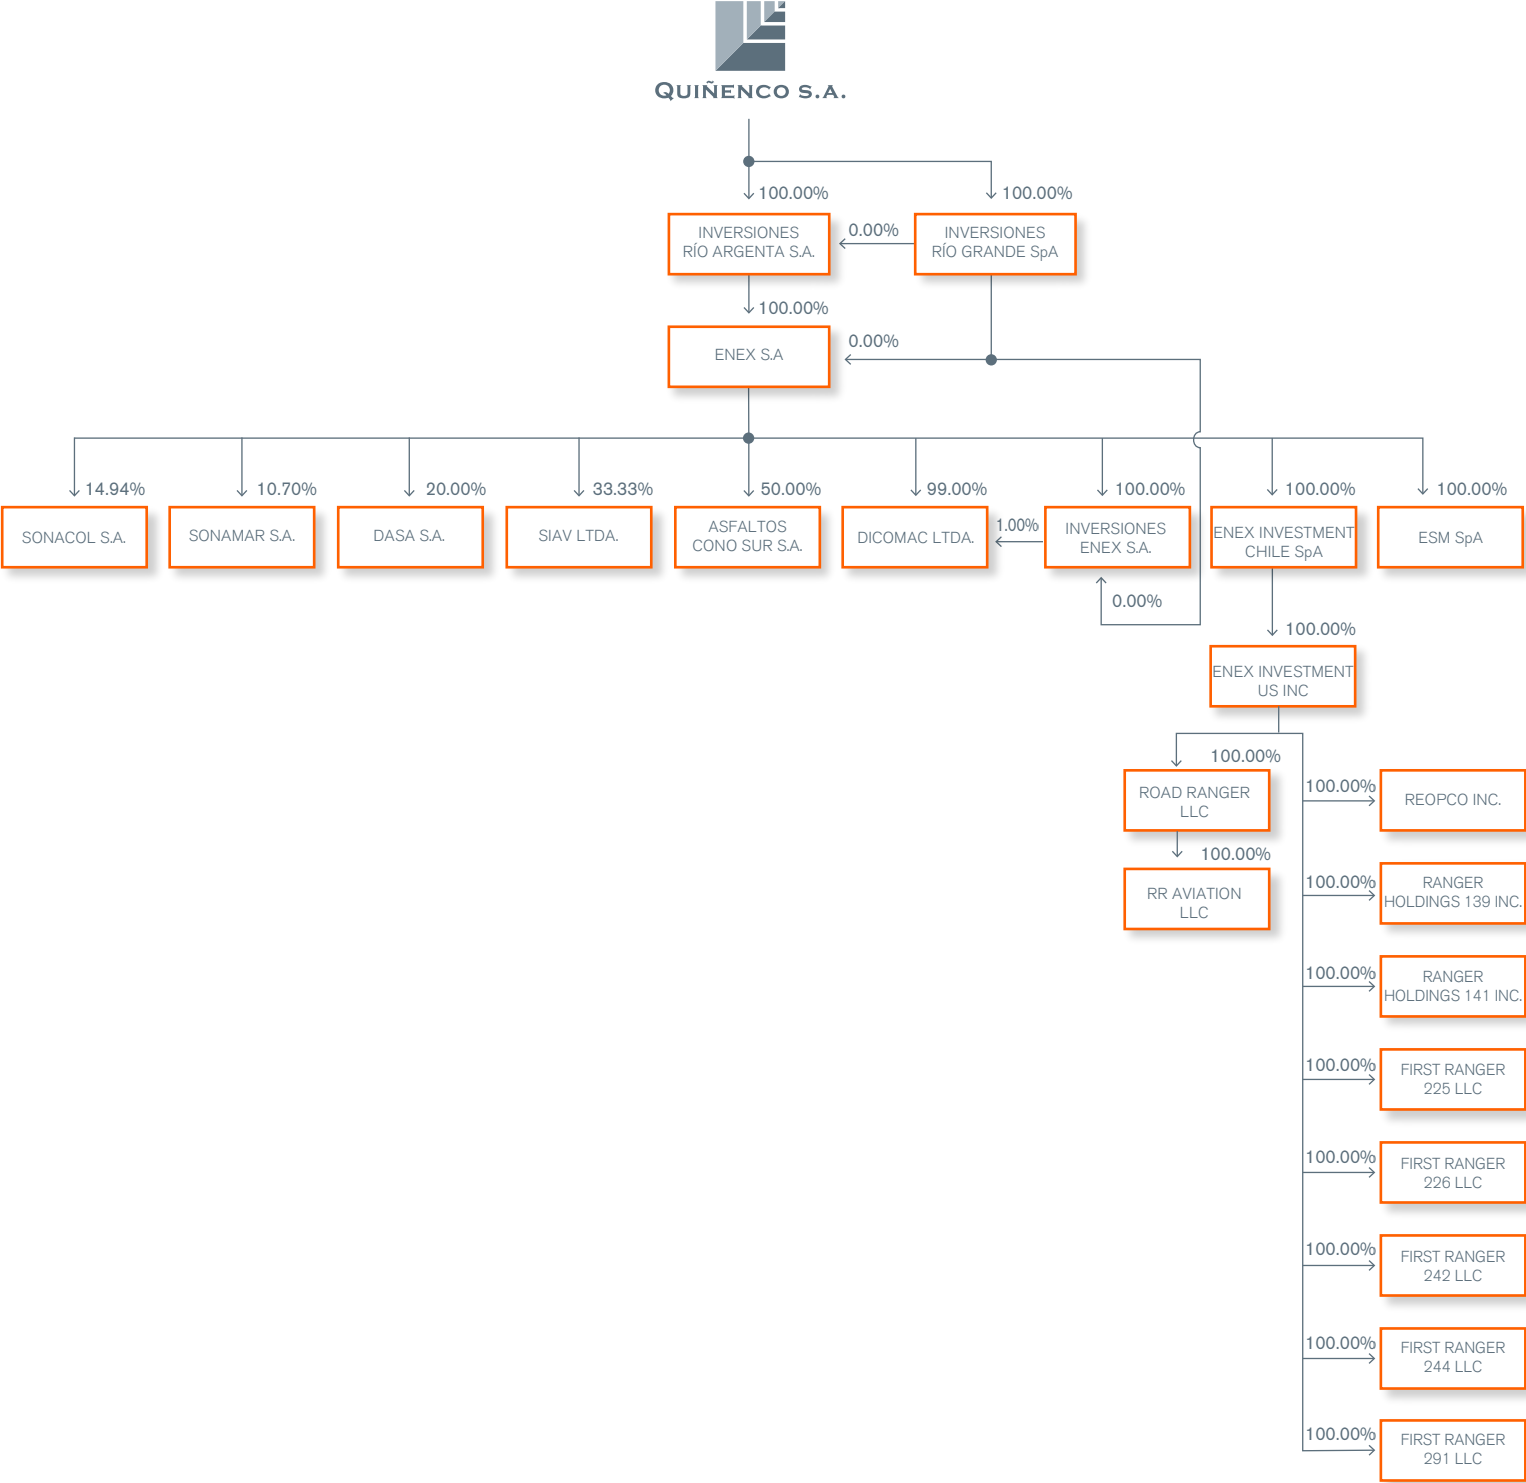 QUIÑENCO S.A.
100.00%
100.00%
INVERSIONES
RÍO ARGENTA S.A.
0.00%
INVERSIONES
RÍO GRANDE SpA
100.00%
ENEX S.A
0.00%
14.94%
10.70%
20.00%
33.33%
50.00%
99.00%
100.00%
100.00%
100.00%
SONACOL S.A.
SONAMAR S.A.
DASA S.A.
SIAV LTDA.
ASFALTOS
CONO SUR S.A.
DICOMAC LTDA.
1.00%
INVERSIONES
ENEX S.A.
ENEX INVESTMENT
CHILE SpA
ESM SpA
0.00%
100.00%
ENEX INVESTMENT
US INC
100.00%
ROAD RANGER
LLC
100.00%
RR AVIATION
LLC
100.00%
REOPCO INC.
100.00%
RANGER
HOLDINGS 139 INC.
100.00%
RANGER
HOLDINGS 141 INC.
100.00%
FIRST RANGER
225 LLC
100.00%
FIRST RANGER
226 LLC
100.00%
FIRST RANGER
242 LLC
100.00%
FIRST RANGER
244 LLC
100.00%
FIRST RANGER
291 LLC